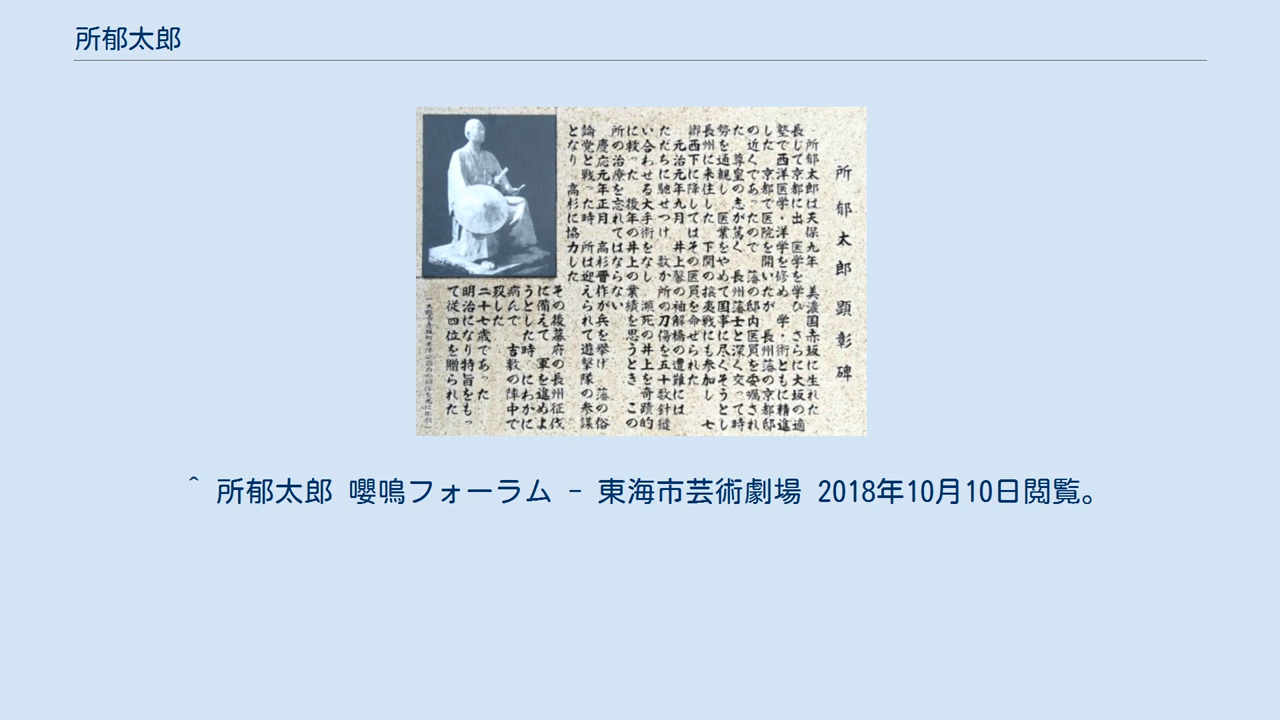 所郁太郎
所郁太郎 顕彰碑
所郁太郎は天保九年 美濃国赤坂に生れた
長じて京都に出 医学を学び さらに大坂の適
塾で西洋医学・洋学を修め 学・術ともに精進
した 京都で医院を開いたが 長州藩の京都邸
の近くであったので 藩の邸内医員を委嘱され
た 尊皇の志が篤く 長州藩士と深く交って時
勢を通観し 医業をやめて国事に尽くそうとし
長州に来住した 下関の攘夷戦にも参加し 七
卿西下に際してはその医員を命せられた
元治元年九月 井上馨の袖解橋の遭難には
ただちに馳せつけ 数か所の刀傷を五十数針縫
い合わせる大手術をなし 瀕死の井上を奇蹟的
に救った 後年の井上の業績を思うとき この
所の治療を忘れてはならない
慶応元年正月 高杉晋作が兵を挙げ 藩の俗
論党と戦った時 所は迎えられて遊撃隊の参謀
となり 高杉に協力した
その後幕府の長州征伐
に備えて 軍を進めよ
うとした時 にわかに
病んで 吉敷の陣中で
歿した
二十七歳であった
明治になり特旨をもっ
て従四位を贈られた
^ 所郁太郎 嚶鳴フォーラム - 東海市芸術劇場 2018年10月10日閲覧。